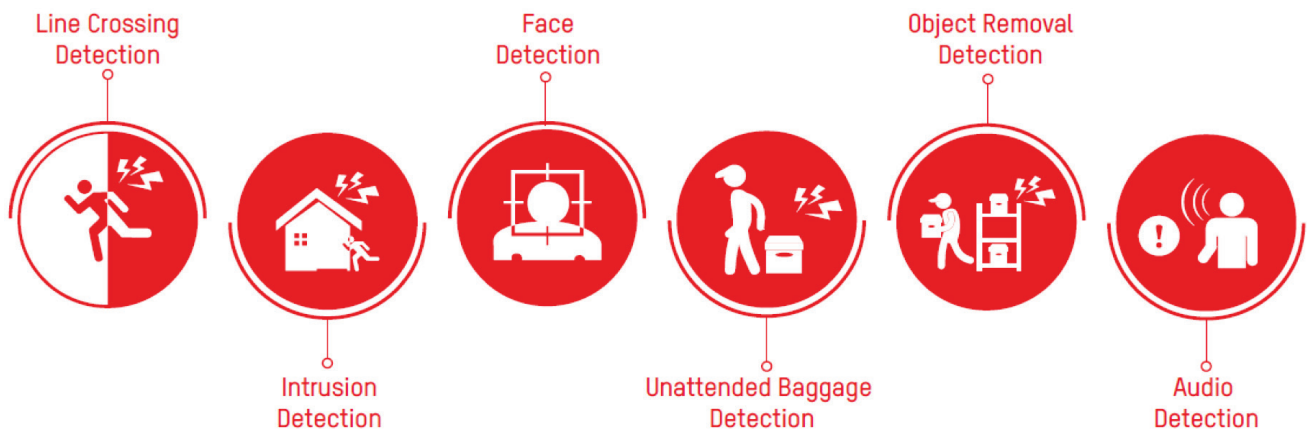 Line Crossing
Detection
Face
Detection
Object Removal
Detection
Intrusion
Detection
Unattended Baggage
Detection
Audio
Detection